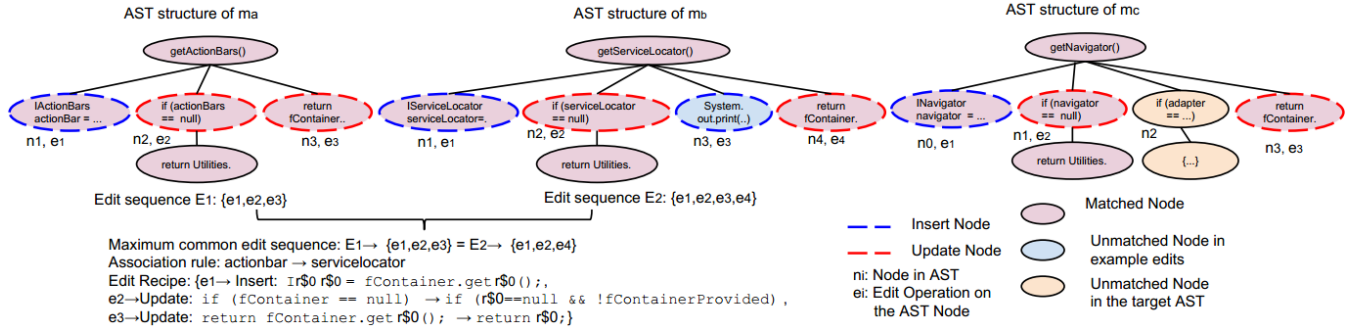 AST structure of ma
AST structure of mb
AST structure of mc
getActionBars()
getServiceLocator()
getNavigator()
IActionBars
actionBar = ...
if (actionBars
== null)
return
fContainer..
IServiceLocator
serviceLocator=.
if (serviceLocator
== null)
System.
out.print(..)
return
fContainer.
INavigator
navigator = ...
if (navigator
== null)
if (adapter
== ...)
return
fContainer.
n1, e1
n2, e2
n3, e3
n1, e1
n2, e2
n3, e3
n4, e4
n0, e1
n1, e2
n2
n3, e3
return Utilities.
return Utilities.
return Utilities.
{...}
Edit sequence E1: {e1,e2,e3}
Edit sequence E2: {e1,e2,e3,e4}
Maximum common edit sequence: E1→ {e1,e2,e3} = E2→ {e1,e2,e4}
Association rule: actionbar → servicelocator
Edit Recipe: {e1→ Insert: Ir$0 r$0 = fContainer.get r$0();,
e2→Update: if (fContainer == null) → if (r$0==null && !fContainerProvided),
e3→Update: return fContainer.get r$0(); → return r$0;}
Insert Node
Update Node
ni: Node in AST
ei: Edit Operation on
the AST Node
Matched Node
Unmatched Node in
example edits
Unmatched Node
in the target AST